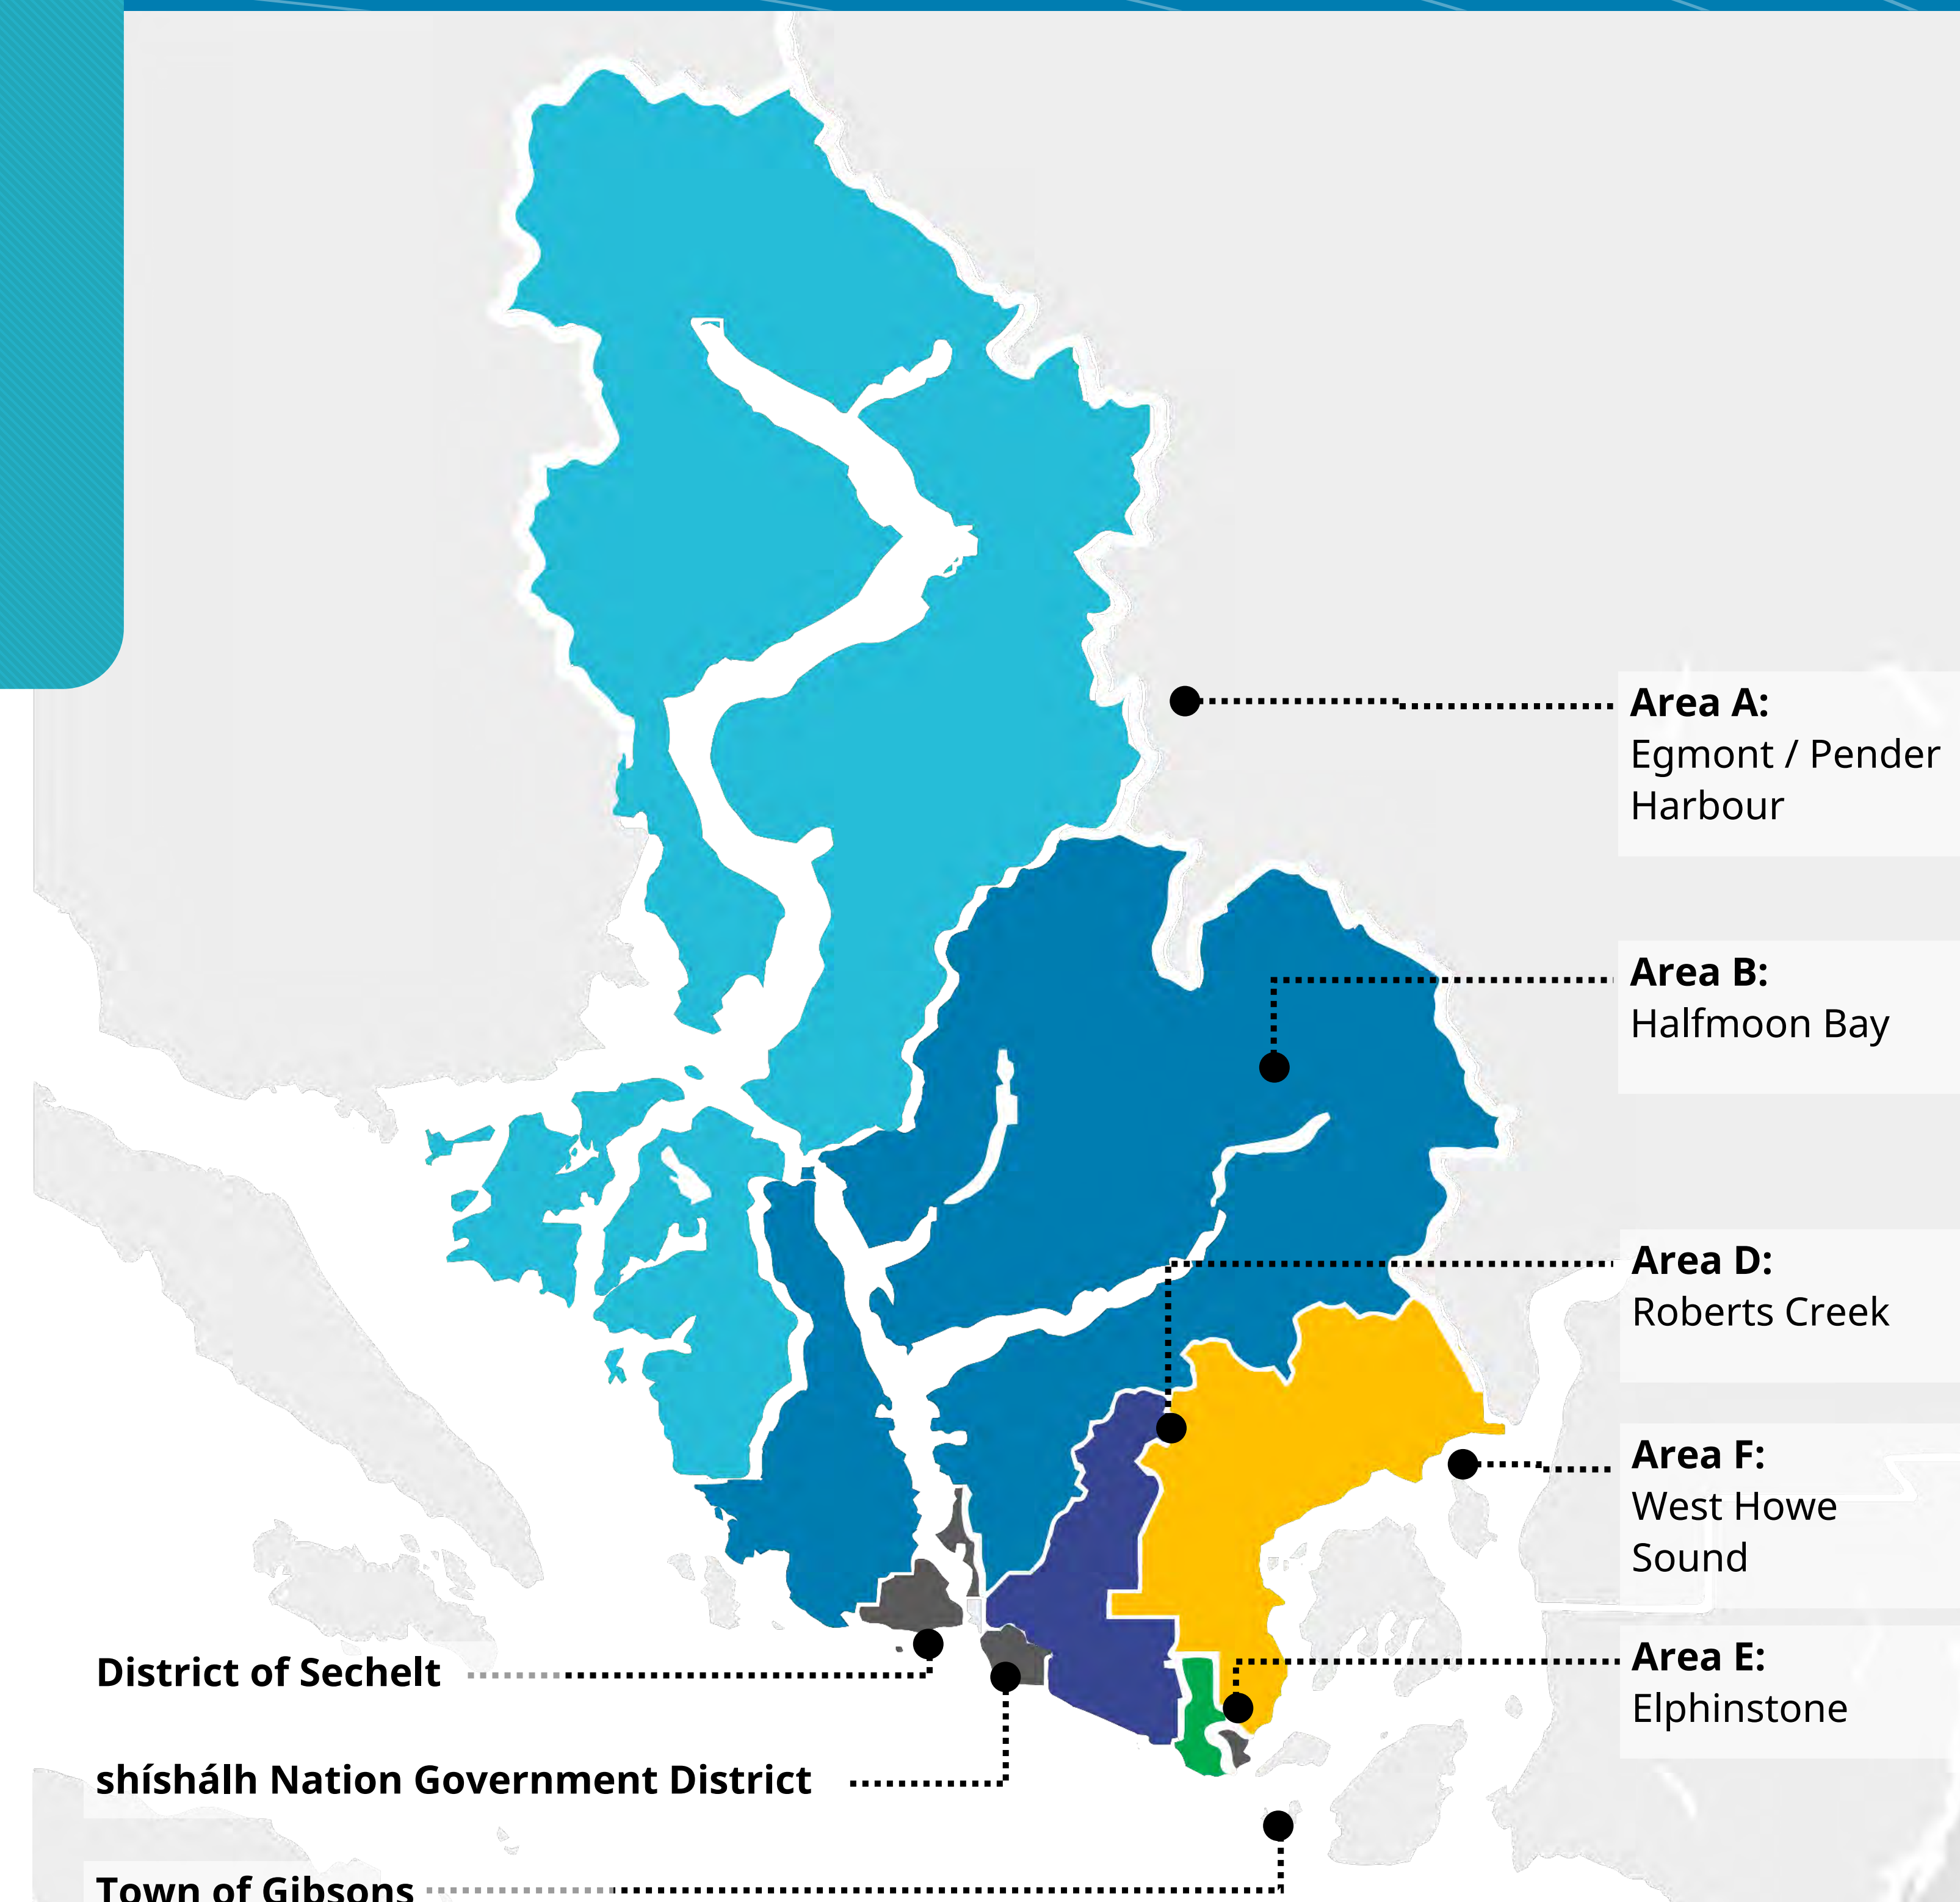 Area A:
Egmont / Pender
Harbour
Area B:
Halfmoon Bay
Area D:
Roberts Creek
Area F:
West Howe
Sound
Area E:
Elphinstone
District of Sechelt
shíshálh Nation Government District
Town of Gibsons